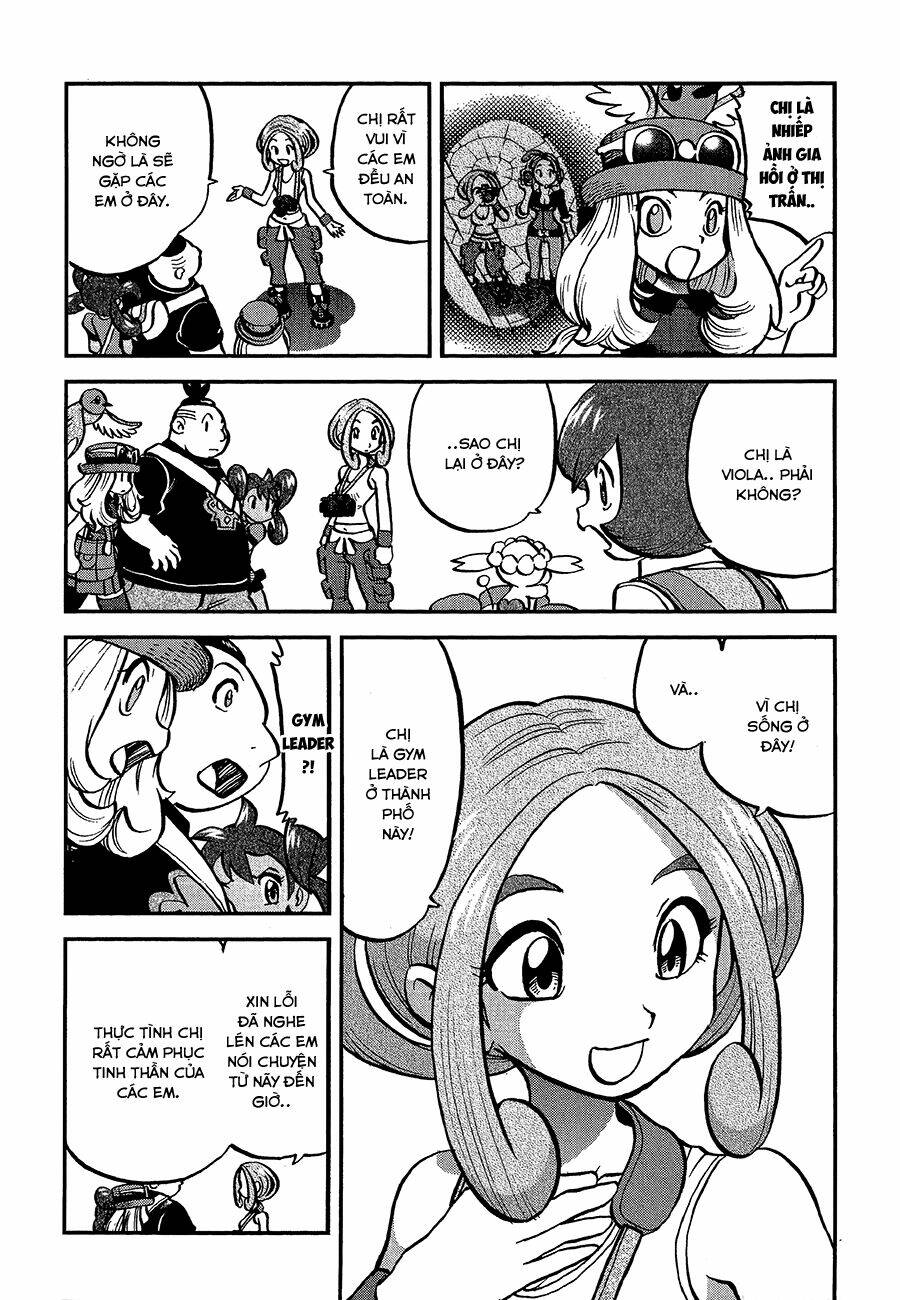 CHỊ LÀ
NHIẾP
ẢNH GIA
HỒI Ở THỊ
TRẤN..
CHỊ RẤT
VUI VÌ
CÁC EM
ĐỀU AN
TOÀN.
KHÔNG
NGỜ LÀ SẼ
GẶP CÁC
EM Ở ĐÂY.
CHỊ LÀ
VIOLA.. PHẢI
KHÔNG?
..SAO CHỊ
LẠI Ở ĐÂY?
VÌ CHỊ
SỐNG Ở
ĐÂY!
VÀ..
CHỊ
LÀ GYM
LEADER
Ở THÀNH
PHỐ
NÀY!
GYM
LEADER
?!
XIN LỖI
ĐÃ NGHE
LÉN CÁC EM
NÓI CHUYỆN
TỪ NÃY ĐẾN
GIỜ..
THỰC TÌNH CHỊ
RẤT CẢM PHỤC
TINH THẦN CỦA
CÁC EM.